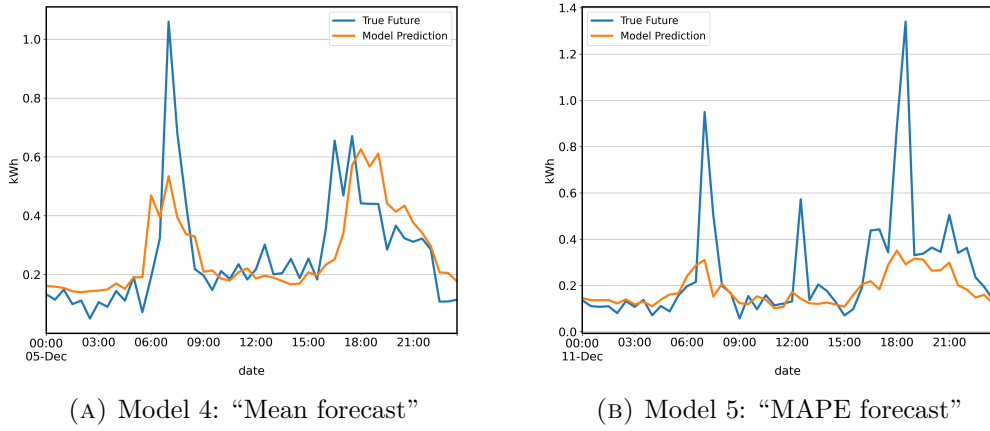 True Future
Model Prediction
1.0
0.8
0.6
0.4
0.2
kWh
00:00 03:00 06:00 09:00 12:00 15:00 18:00 21:00
05-Dec
date
(A) Model 4: “Mean forecast”
True Future
Model Prediction
1.4
1.2
1.0
0.8
0.6
0.4
0.2
0.0
kWh
00:00 03:00 06:00 09:00 12:00 15:00 18:00 21:00
11-Dec
date
(B) Model 5: “MAPE forecast”